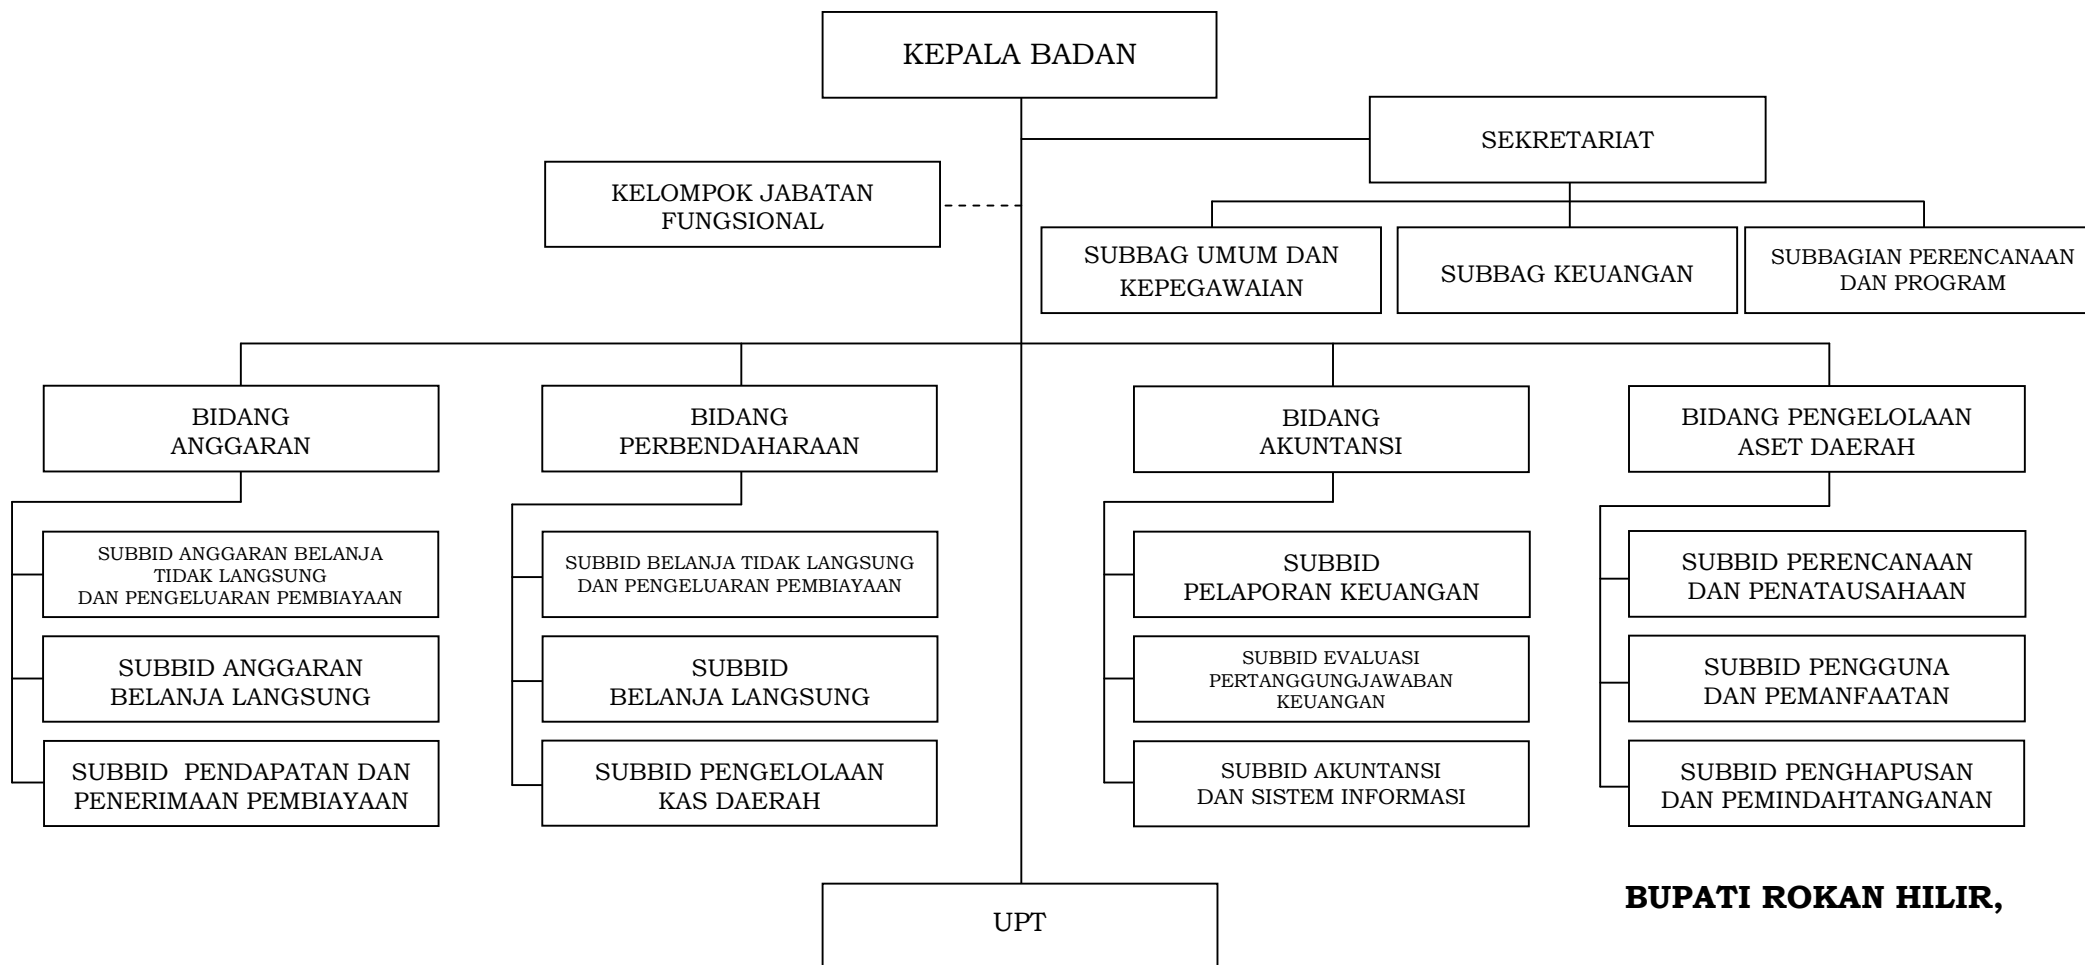 KEPALA BADAN
SEKRETARIAT
KELOMPOK JABATAN
FUNGSIONAL
SUBBAG UMUM DAN
KEPEGAWAIAN
SUBBAG KEUANGAN
SUBBAGIAN PERENCANAAN
DAN PROGRAM
BIDANG
ANGGARAN
BIDANG
PERBENDAHARAAN
BIDANG
AKUNTANSI
BIDANG PENGELOLAAN
ASET DAERAH
SUBBID ANGGARAN BELANJA
TIDAK LANGSUNG
DAN PENGELUARAN PEMBIAYAAN
SUBBID BELANJA TIDAK LANGSUNG
DAN PENGELUARAN PEMBIAYAAN
SUBBID
PELAPORAN KEUANGAN
SUBBID PERENCANAAN
DAN PENATAUSAHAAN
SUBBID ANGGARAN
BELANJA LANGSUNG
SUBBID
BELANJA LANGSUNG
SUBBID EVALUASI
PERTANGGUNGJAWABAN
KEUANGAN
SUBBID PENGGUNA
DAN PEMANFAATAN
SUBBID  PENDAPATAN DAN
PENERIMAAN PEMBIAYAAN
SUBBID PENGELOLAAN
KAS DAERAH
SUBBID AKUNTANSI
DAN SISTEM INFORMASI
SUBBID PENGHAPUSAN
DAN PEMINDAHTANGANAN
UPT
BUPATI ROKAN HILIR,